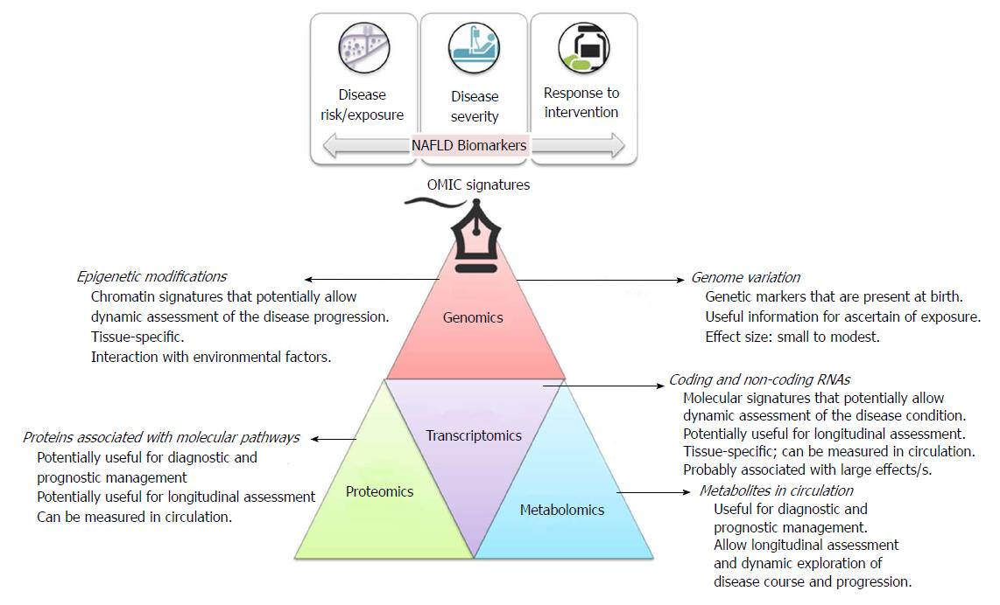 Disease
risk/exposure
Disease
severity
Response to
intervention
NAFLD Biomarkers
OMIC signatures
Epigenetic modifications
Chromatin signatures that potentially allow
dynamic assessment of the disease progression.
Tissue-specific.
Interaction with environmental factors.
Genome variation
Genetic markers that are present at birth.
Useful information for ascertain of exposure.
Effect size: small to modest.
Genomics
Coding and non-coding RNAs
Molecular signatures that potentially allow
dynamic assessment of the disease condition.
Potentially useful for longitudinal assessment.
Tissue-specific; can be measured in circulation.
Probably associated with large effects/s.
Transcriptomics
Proteins associated with molecular pathways
Potentially useful for diagnostic and
prognostic management
Potentially useful for longitudinal assessment
Can be measured in circulation.
Proteomics
Metabolomics
Metabolites in circulation
Useful for diagnostic and
prognostic management.
Allow longitudinal assessment
and dynamic exploration of
disease course and progression.